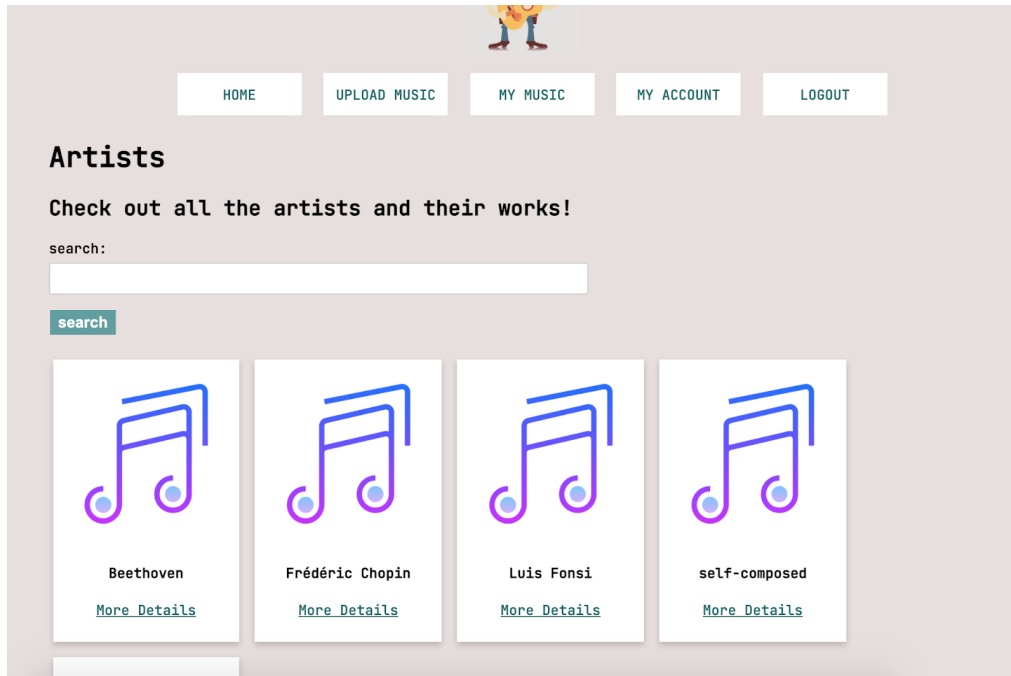 HOME UPLOAD MUSIC MY MUSIC MY ACCOUNT LOGOUT
Artists
Check out all the artists and their works!
search:
search
Beethoven Frédéric Chopin Luis Fonsi self-composed
More Details More Details More Details More Details